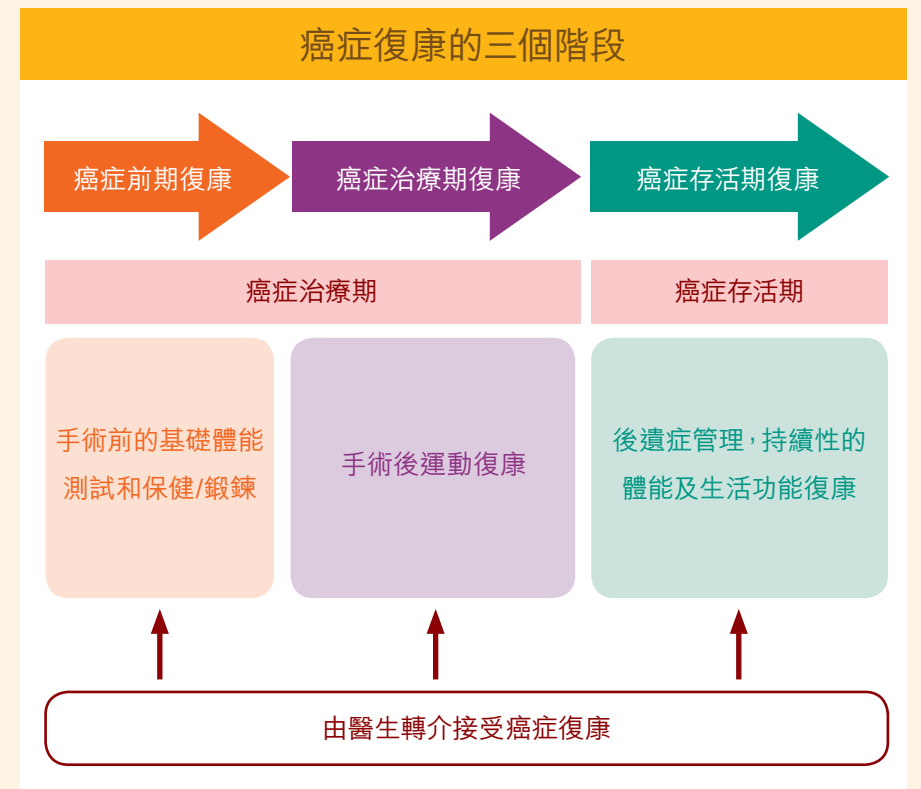 癌症復康的三個階段
癌症前期復康
癌症治療期復康
癌症存活期復康
癌症治療期
癌症存活期
手術前的基礎體能
測試和保健/鍛鍊
手術後運動復康
後遺症管理，持續性的
體能及生活功能復康
由醫生轉介接受癌症復康